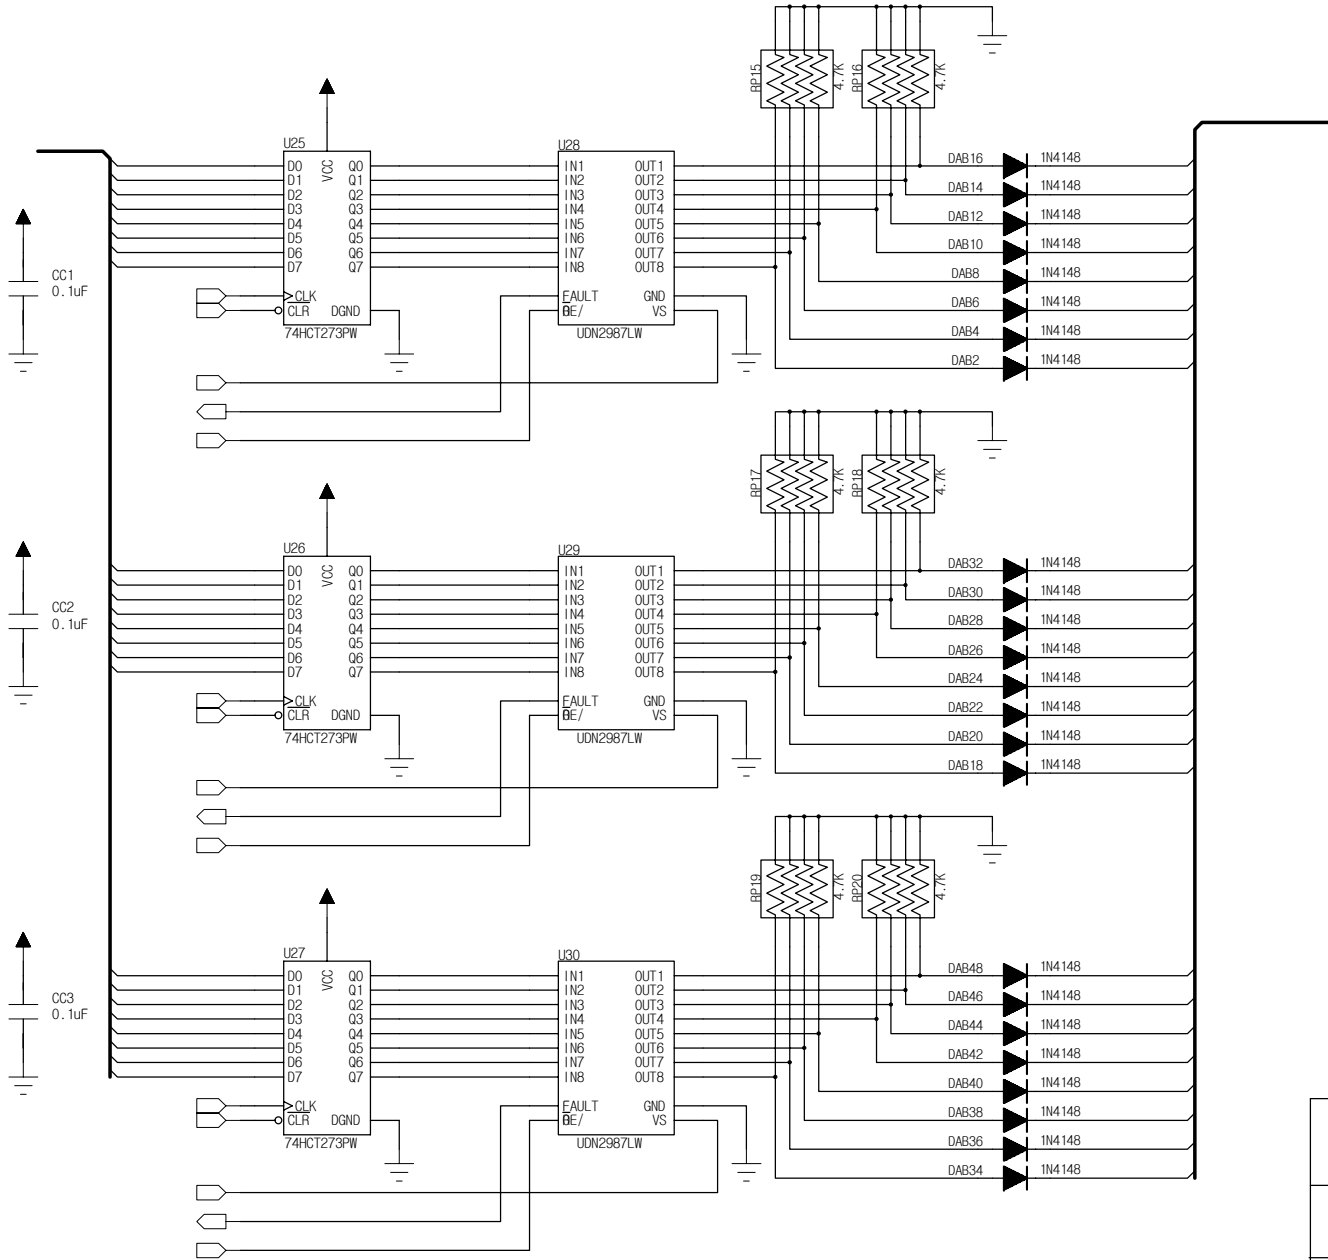 RP15 4.7K RP16 4.7K
U25
VCC
D0 Q0
D1 Q1
D2 Q2
D3 Q3
D4 Q4
D5 Q5
D6 Q6
D7 Q7
CLK
CLR DGND
74HCT273PW
U28
IN1 OUT1
IN2 OUT2
IN3 OUT3
IN4 OUT4
IN5 OUT5
IN6 OUT6
IN7 OUT7
IN8 OUT8
FAULT GND
OE/ VS
UDN2987LW
DAB16 1N4148
DAB14 1N4148
DAB12 1N4148
DAB10 1N4148
DAB8 1N4148
DAB6 1N4148
DAB4 1N4148
DAB2 1N4148
CC1
0.1uF
RP17 4.7K RP18 4.7K
U26
VCC
D0 Q0
D1 Q1
D2 Q2
D3 Q3
D4 Q4
D5 Q5
D6 Q6
D7 Q7
CLK
CLR DGND
74HCT273PW
U29
IN1 OUT1
IN2 OUT2
IN3 OUT3
IN4 OUT4
IN5 OUT5
IN6 OUT6
IN7 OUT7
IN8 OUT8
FAULT GND
OE/ VS
UDN2987LW
DAB32 1N4148
DAB30 1N4148
DAB28 1N4148
DAB26 1N4148
DAB24 1N4148
DAB22 1N4148
DAB20 1N4148
DAB18 1N4148
CC2
0.1uF
RP19 4.7K RP20 4.7K
U27
VCC
D0 Q0
D1 Q1
D2 Q2
D3 Q3
D4 Q4
D5 Q5
D6 Q6
D7 Q7
CLK
CLR DGND
74HCT273PW
U30
IN1 OUT1
IN2 OUT2
IN3 OUT3
IN4 OUT4
IN5 OUT5
IN6 OUT6
IN7 OUT7
IN8 OUT8
FAULT GND
OE/ VS
UDN2987LW
DAB48 1N4148
DAB46 1N4148
DAB44 1N4148
DAB42 1N4148
DAB40 1N4148
DAB38 1N4148
DAB36 1N4148
DAB34 1N4148
CC3
0.1uF